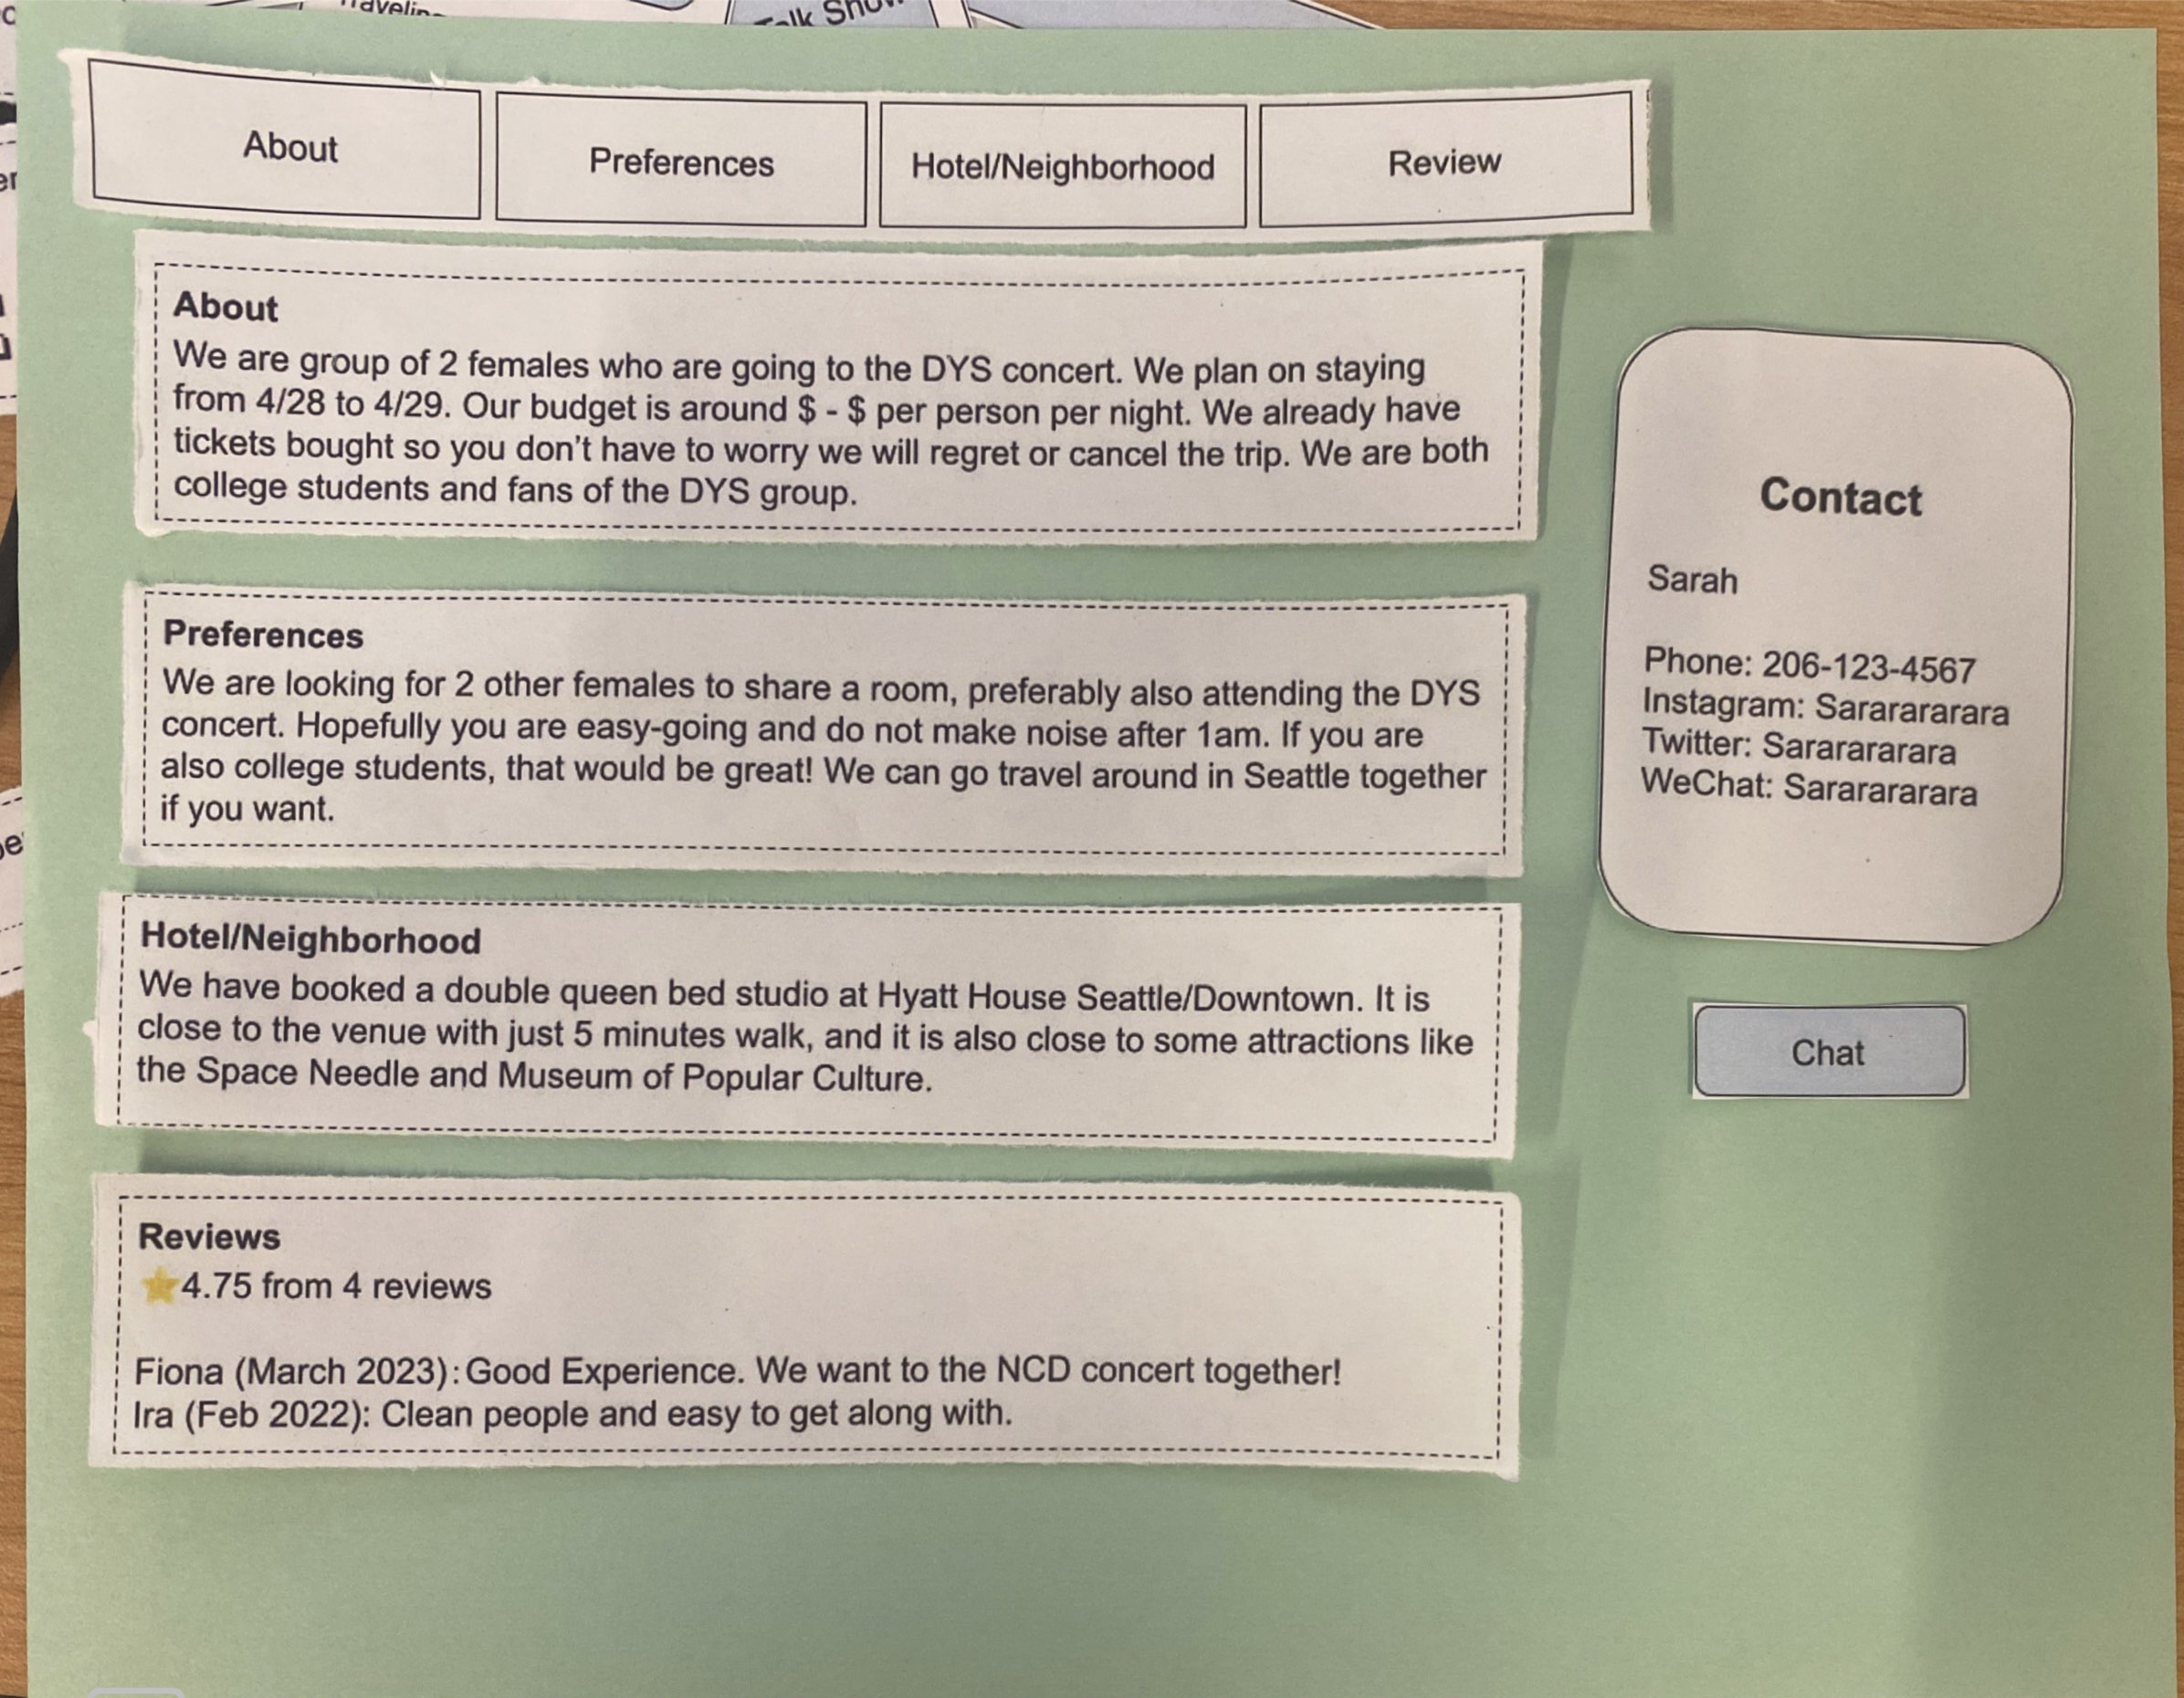 Talk Show
About
Preferences
Hotel/Neighborhood
Review
About
We are group of 2 females who are going to the DYS concert. We plan on staying
from 4/28 to 4/29. Our budget is around $ - $ per person per night. We already have
tickets bought so you don't have to worry we will regret or cancel the trip. We are both
college students and fans of the DYS group.
Preferences
We are looking for 2 other females to share a room, preferably also attending the DYS
concert. Hopefully you are easy-going and do not make noise after 1am. If you are
also college students, that would be great! We can go travel around in Seattle together
if you want.
Hotel/Neighborhood
We have booked a double queen bed studio at Hyatt House Seattle/Downtown. It is
close to the venue with just 5 minutes walk, and it is also close to some attractions like
the Space Needle and Museum of Popular Culture.
Reviews
4.75 from 4 reviews
Fiona (March 2023): Good Experience. We want to the NCD concert together!
Ira (Feb 2022): Clean people and easy to get along with.
Contact
Sarah
Phone: 206-123-4567
Instagram: Sararararara
Twitter: Sararararara
WeChat: Sararararara
Chat